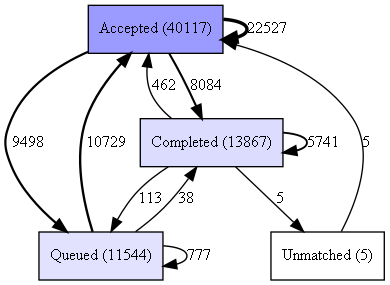 Accepted (40117)
22527
462
8084
9498
10729
Completed (13867)
5741
5
113
38
5
Queued (11544)
777
Unmatched (5)